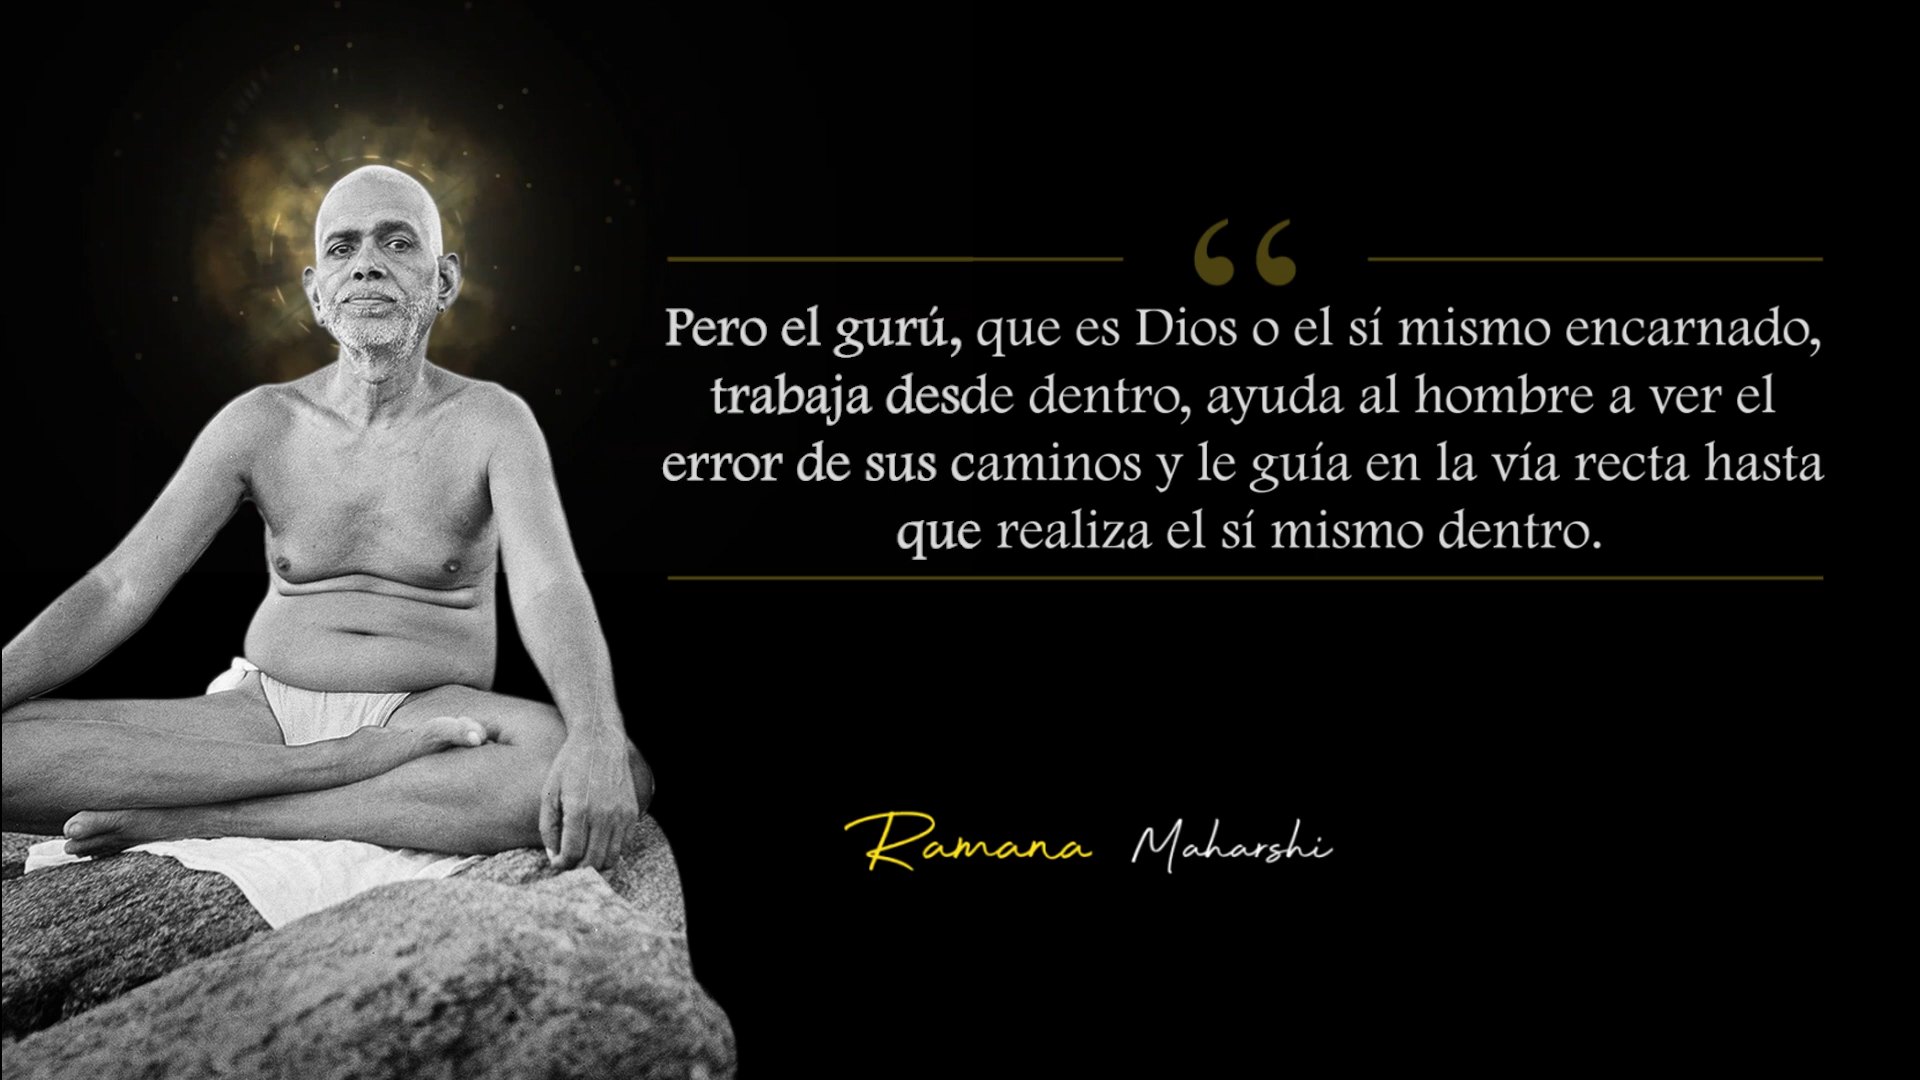 “
Pero el gurú, que es Dios o el sí mismo encarnado,
trabaja desde dentro, ayuda al hombre a ver el
error de sus caminos y le guía en la vía recta hasta
que realiza el sí mismo dentro.
Ramana Maharshi